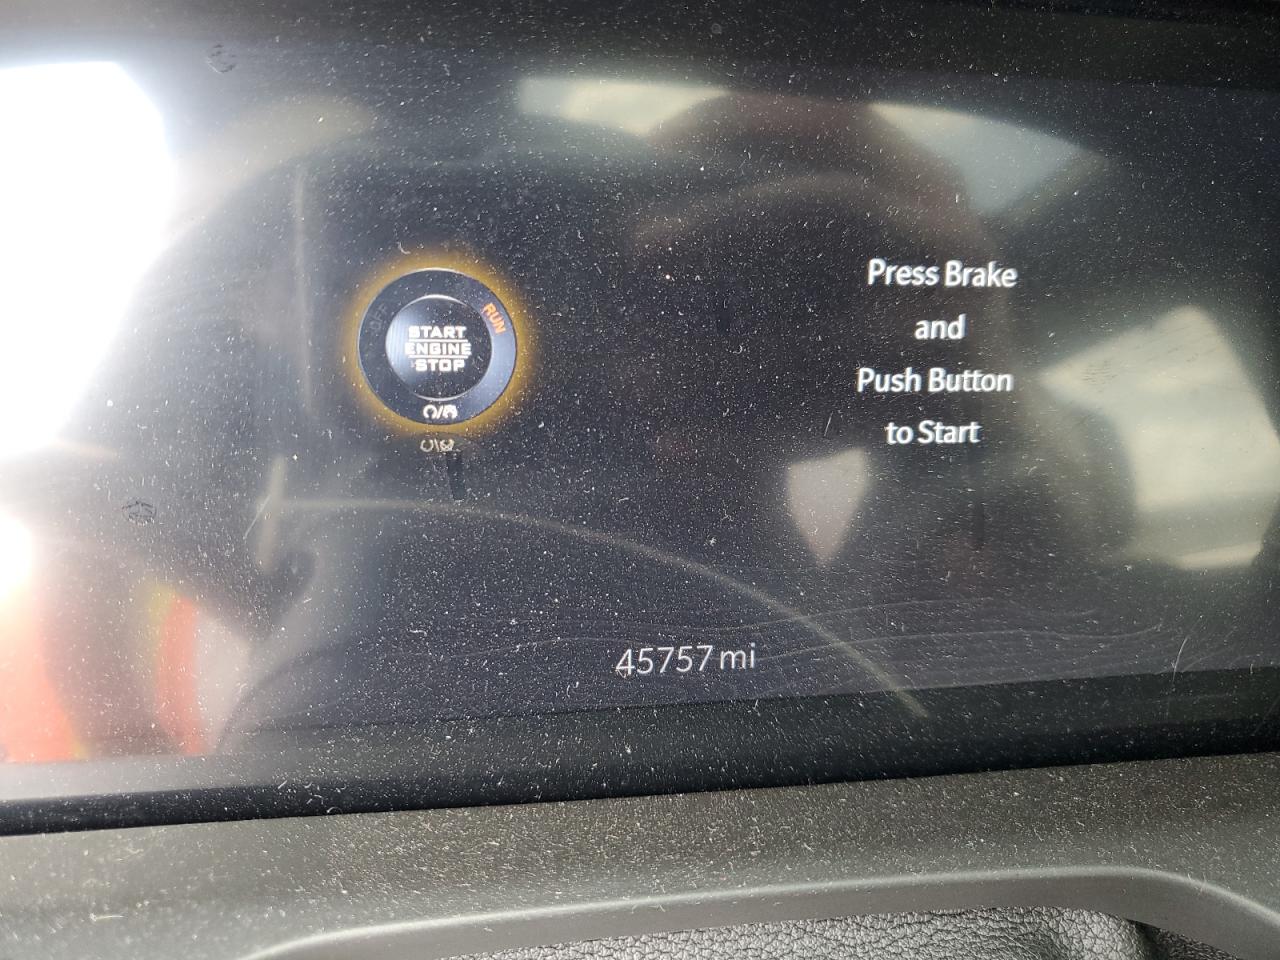 RUN
START
ENGINE
STOP
Press Brake
and
Push Button
to Start
45757 mi